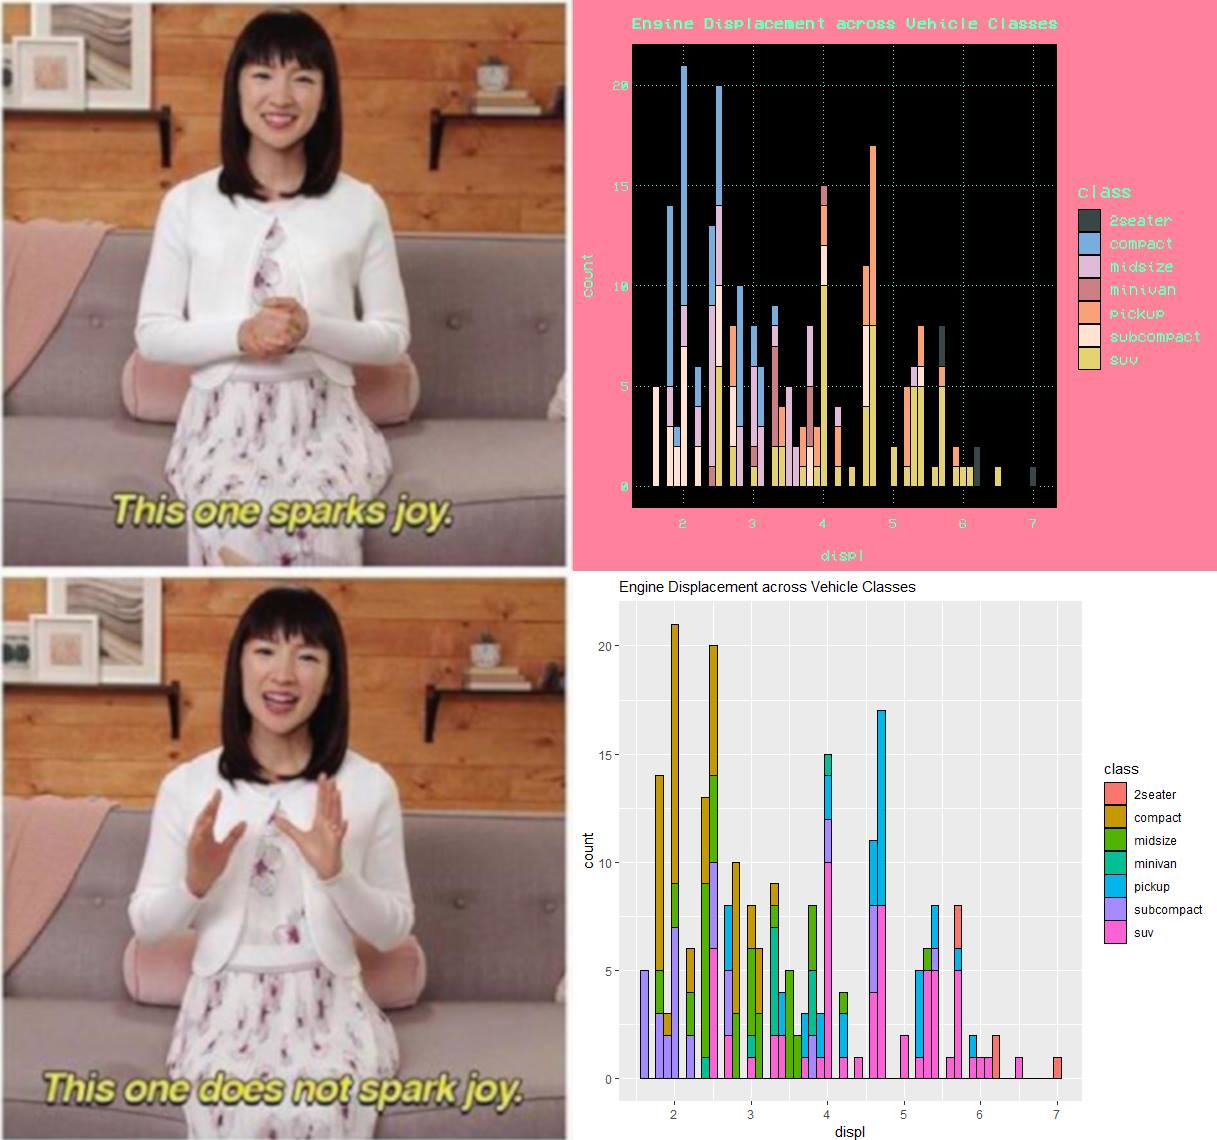 Engine Displacement across Vehicle Classes
20
15
10
5
0
count
2 3 4 5 6 7
displ
class
2seater
compact
midsize
minivan
pickup
subcompact
suv
This one sparks joy.
Engine Displacement across Vehicle Classes
20
15
10
5
0
count
2 3 4 5 6 7
displ
class
2seater
compact
midsize
minivan
pickup
subcompact
suv
This one does not spark joy.